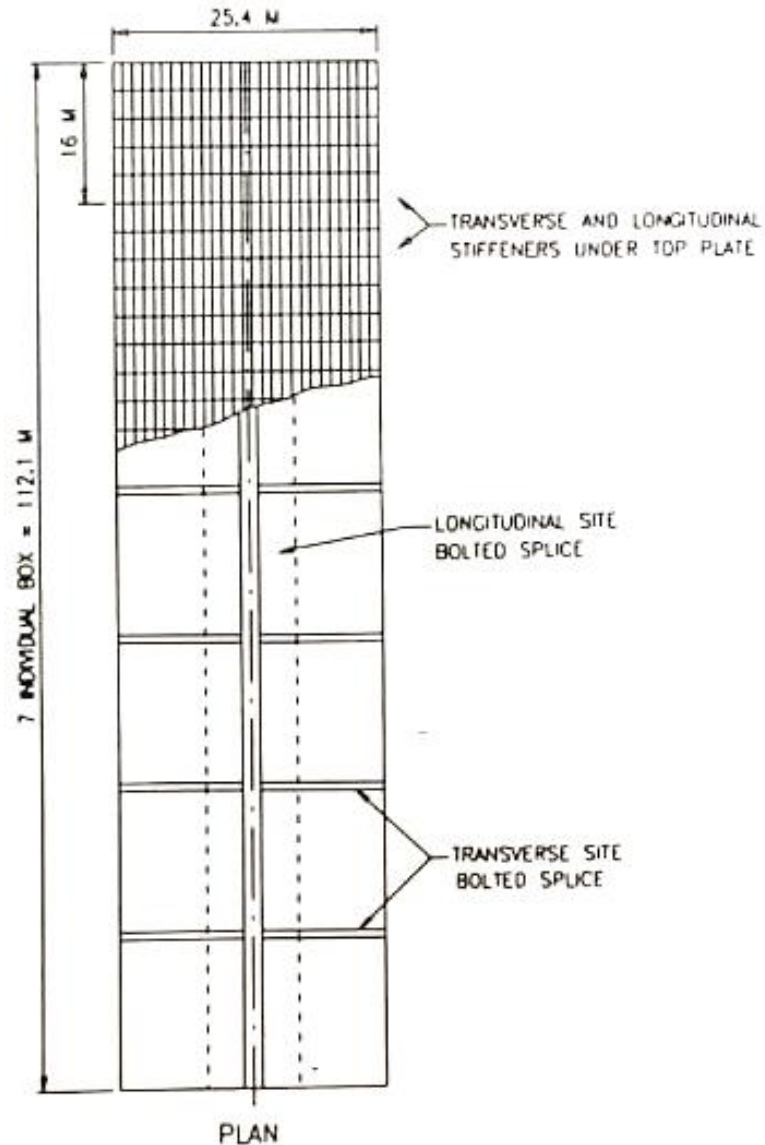 25.4 M
16 M
TRANSVERSE AND LONGITUDINAL
STIFFENERS UNDER TOP PLATE
7 INDIVIDUAL BOX = 112.1 M
LONGITUDINAL SITE
BOLTED SPLICE
TRANSVERSE SITE
BOLTED SPLICE
PLAN